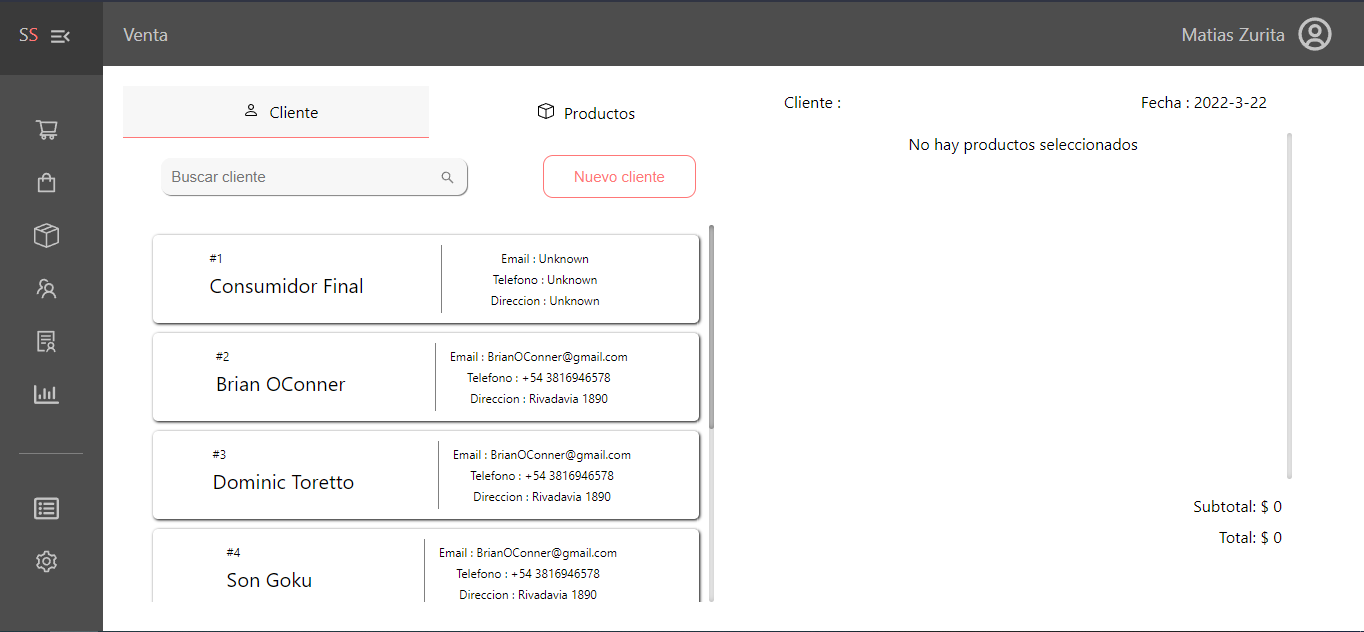 SS
Venta
Matias Zurita
Cliente
Productos
Buscar cliente
Nuevo cliente
#1
Consumidor Final
Email : Unknown
Telefono : Unknown
Direccion : Unknown
#2
Brian OConner
Email : BrianOConner@gmail.com
Telefono : +54 3816946578
Direccion : Rivadavia 1890
#3
Dominic Toretto
Email : BrianOConner@gmail.com
Telefono : +54 3816946578
Direccion : Rivadavia 1890
#4
Son Goku
Email : BrianOConner@gmail.com
Telefono : +54 3816946578
Direccion : Rivadavia 1890
Cliente :
Fecha : 2022-3-22
No hay productos seleccionados
Subtotal: $ 0
Total: $ 0